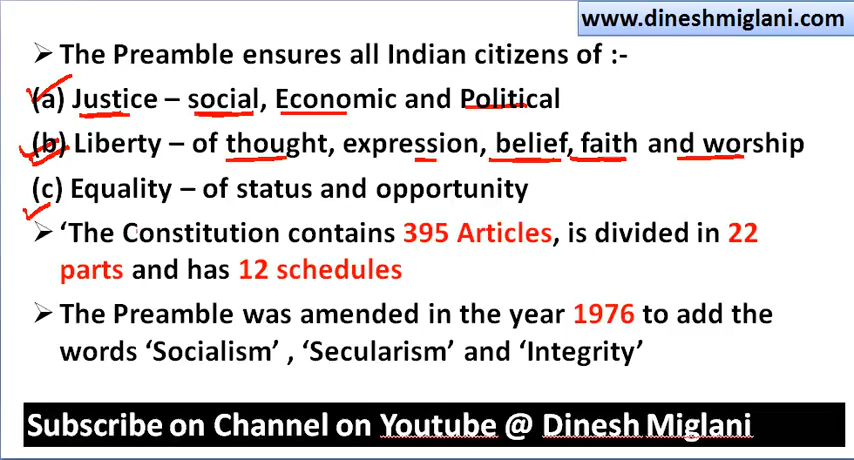 www.dineshmiglani.com
➢ The Preamble ensures all Indian citizens of :-
(a) Justice – social, Economic and Political
(b) Liberty – of thought, expression, belief, faith and worship
(c) Equality – of status and opportunity
➢ ‘The Constitution contains 395 Articles, is divided in 22
parts and has 12 schedules
➢ The Preamble was amended in the year 1976 to add the
words ‘Socialism’ , ‘Secularism’ and ‘Integrity’
Subscribe on Channel on Youtube @ Dinesh Miglani